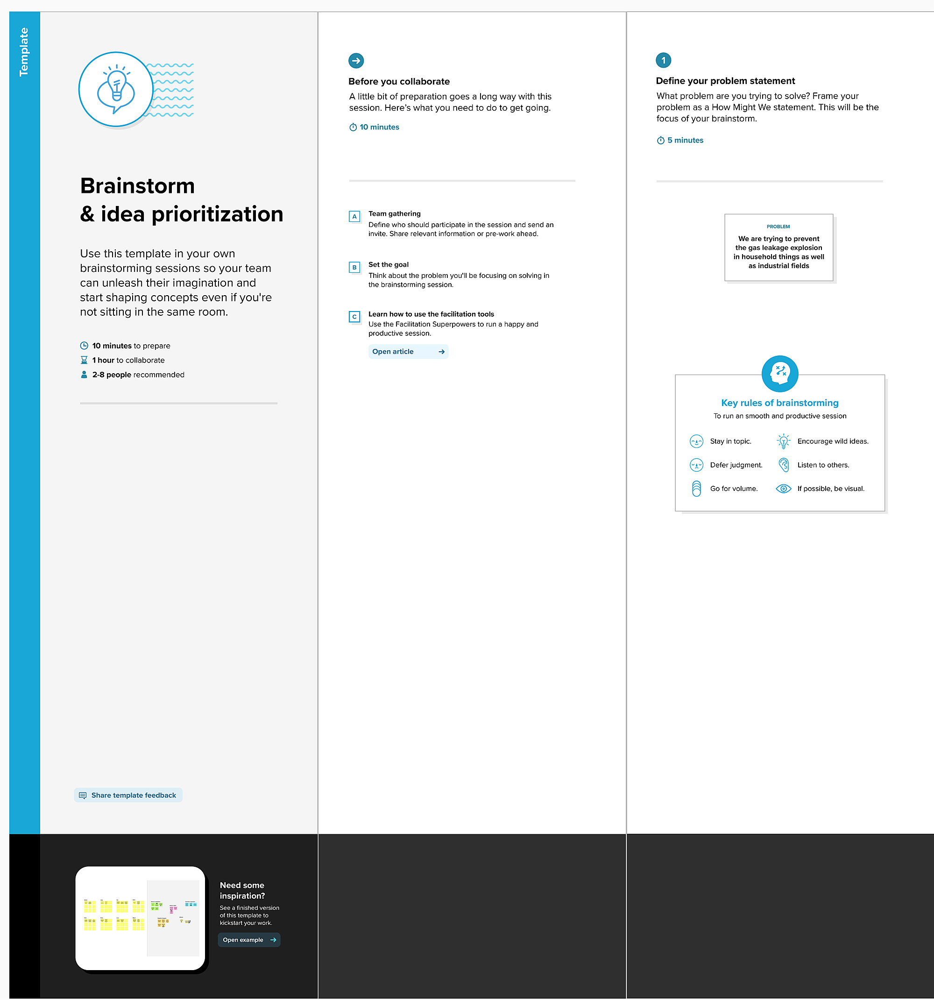 Template
Brainstorm
& idea prioritization
Use this template in your own
brainstorming sessions so your team
can unleash their imagination and
start shaping concepts even if you're
not sitting in the same room.
10 minutes to prepare
1 hour to collaborate
2-8 people recommended
Share template feedback
Need some
inspiration?
See a finished version
of this template to
kickstart your work.
Open example
Before you collaborate
A little bit of preparation goes a long way with this
session. Here’s what you need to do to get going.
10 minutes
A
Team gathering
Define who should participate in the session and send an
invite. Share relevant information or pre-work ahead.
B
Set the goal
Think about the problem you'll be focusing on solving in
the brainstorming session.
C
Learn how to use the facilitation tools
Use the Facilitation Superpowers to run a happy and
productive session.
Open article
1
Define your problem statement
What problem are you trying to solve? Frame your
problem as a How Might We statement. This will be the
focus of your brainstorm.
5 minutes
PROBLEM
We are trying to prevent
the gas leakage explosion
in household things as well
as industrial fields
Key rules of brainstorming
To run an smooth and productive session
Stay in topic.
Encourage wild ideas.
Defer judgment.
Listen to others.
Go for volume.
If possible, be visual.